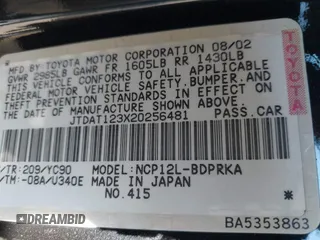 MFD BY TOYOTA MOTOR CORPORATION 08/02
GVWR 2985LB GAWR FR 1605LB RR 1430LB
THIS VEHICLE CONFORMS TO ALL APPLICABLE
FEDERAL MOTOR VEHICLE SAFETY, BUMPER, AND
THEFT PREVENTION STANDARDS IN EFFECT ON
THE DATE OF MANUFACTURE SHOWN ABOVE.
JTDAT123X20256481 PASS.CAR
TOYOTA
/TR: 209/YC90 MODEL: NCP12L-BDPRKA
/TM: -08A/U340E MADE IN JAPAN
NO.415
BA5353863
DREAMBID